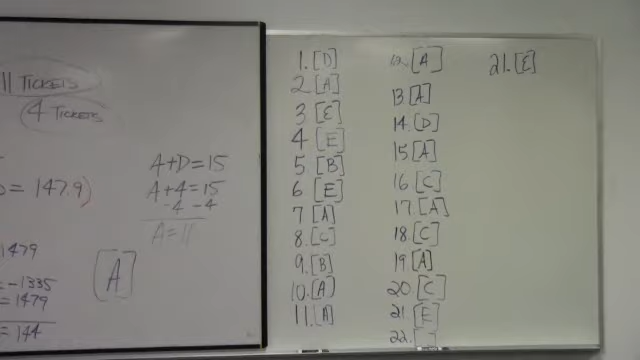 11 TICKETS
4 TICKETS
= 147.9)
1479
= -1335
= 1479
= 144
A+D=15
A+4=15
-4 -4
A=11
[A]
1. [D]
2. [A]
3 [E]
4 [E]
5 [B]
6 [E]
7 [A]
8. [C]
9. [B]
10. [A]
11. [A]
12. [A]
13 [A]
14. [D]
15 [A]
16 [C]
17. [A]
18 [C]
19 [A]
20 [C]
21 [E]
22. [ ]
21. [E]